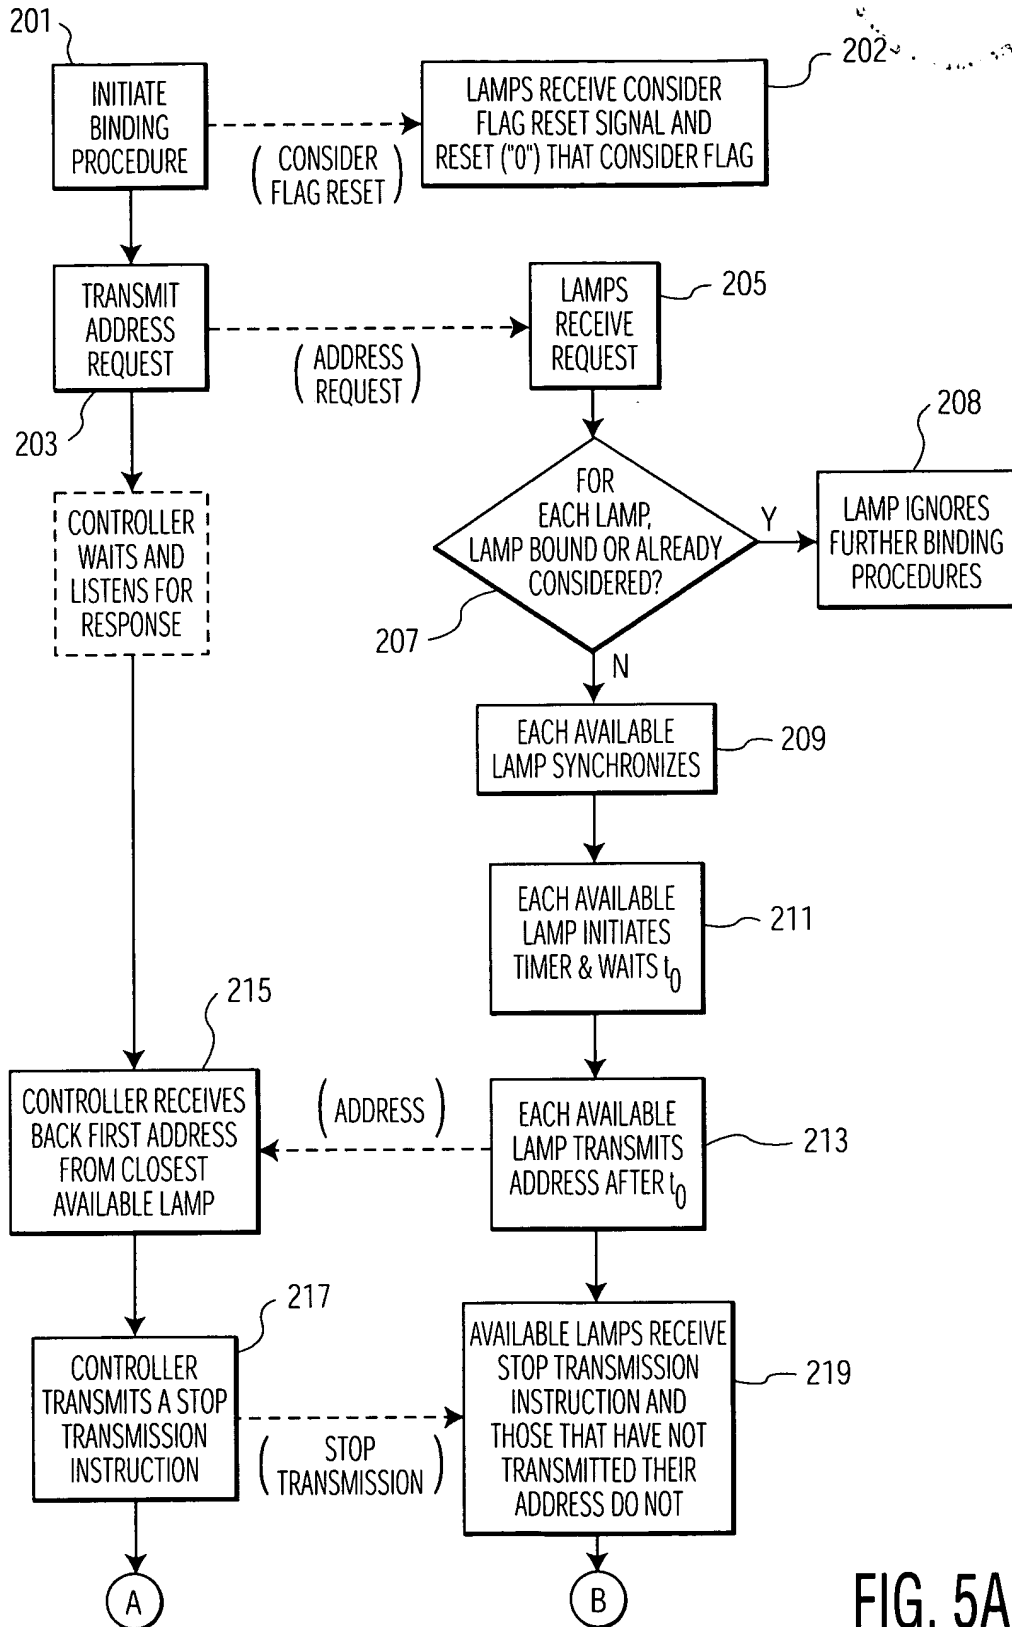 201
INITIATE
BINDING
PROCEDURE
(CONSIDER
FLAG RESET)
202
LAMPS RECEIVE CONSIDER
FLAG RESET SIGNAL AND
RESET ("0") THAT CONSIDER FLAG
TRANSMIT
ADDRESS
REQUEST
203
(ADDRESS
REQUEST)
LAMPS
RECEIVE
REQUEST
205
CONTROLLER
WAITS AND
LISTENS FOR
RESPONSE
FOR
EACH LAMP,
LAMP BOUND OR ALREADY
CONSIDERED?
207
Y
N
208
LAMP IGNORES
FURTHER BINDING
PROCEDURES
EACH AVAILABLE
LAMP SYNCHRONIZES
209
EACH AVAILABLE
LAMP INITIATES
TIMER & WAITS t0
211
215
CONTROLLER RECEIVES
BACK FIRST ADDRESS
FROM CLOSEST
AVAILABLE LAMP
(ADDRESS)
EACH AVAILABLE
LAMP TRANSMITS
ADDRESS AFTER t0
213
217
CONTROLLER
TRANSMITS A STOP
TRANSMISSION
INSTRUCTION
(STOP
TRANSMISSION)
AVAILABLE LAMPS RECEIVE
STOP TRANSMISSION
INSTRUCTION AND
THOSE THAT HAVE NOT
TRANSMITTED THEIR
ADDRESS DO NOT
219
A
B
FIG. 5A